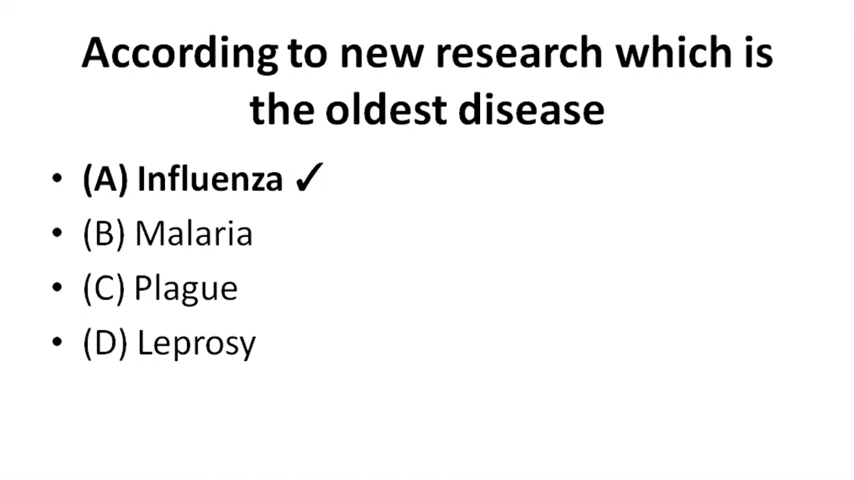 According to new research which is
the oldest disease
• (A) Influenza ✓
• (B) Malaria
• (C) Plague
• (D) Leprosy